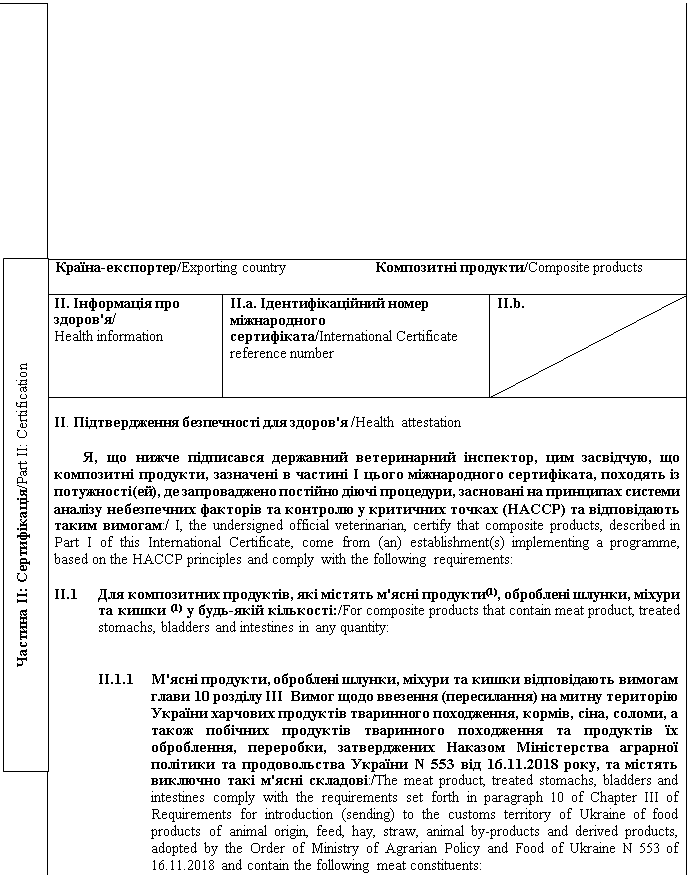 Країна-експортер/Exporting country Композитні продукти/Composite products
ІІ. Інформація про
здоров'я/
Health information
ІІ.a. Ідентифікаційний номер
міжнародного
сертифіката/International Certificate
reference number
II.b.
Частина ІІ: Сертифікація/Part II: Certification
ІІ. Підтвердження безпечності для здоров'я /Health attestation
Я, що нижче підписався державний ветеринарний інспектор, цим засвідчую, що
композитні продукти, зазначені в частині І цього міжнародного сертифіката, походять із
потужності(ей), де запроваджено постійно діючі процедури, засновані на принципах системи
аналізу небезпечних факторів та контролю у критичних точках (НАССР) та відповідають
таким вимогам:/ I, the undersigned official veterinarian, certify that composite products, described in
Part I of this International Certificate, come from (an) establishment(s) implementing a programme,
based on the HACCP principles and comply with the following requirements:
II.1 Для композитних продуктів, які містять м'ясні продукти(1), оброблені шлунки, міхури
та кишки (1) у будь-якій кількості:/For composite products that contain meat product, treated
stomachs, bladders and intestines in any quantity:
II.1.1 М'ясні продукти, оброблені шлунки, міхури та кишки відповідають вимогам
глави 10 розділу ІІІ Вимог щодо ввезення (пересилання) на митну територію
України харчових продуктів тваринного походження, кормів, сіна, соломи, а
також побічних продуктів тваринного походження та продуктів їх
оброблення, переробки, затверджених Наказом Міністерства аграрної
політики та продовольства України N 553 від 16.11.2018 року, та містять
виключно такі м'ясні складові:/The meat product, treated stomachs, bladders and
intestines comply with the requirements set forth in paragraph 10 of Chapter III of
Requirements for introduction (sending) to the customs territory of Ukraine of food
products of animal origin, feed, hay, straw, animal by-products and derived products,
adopted by the Order of Ministry of Agrarian Policy and Food of Ukraine N 553 of
16.11.2018 and contain the following meat constituents: